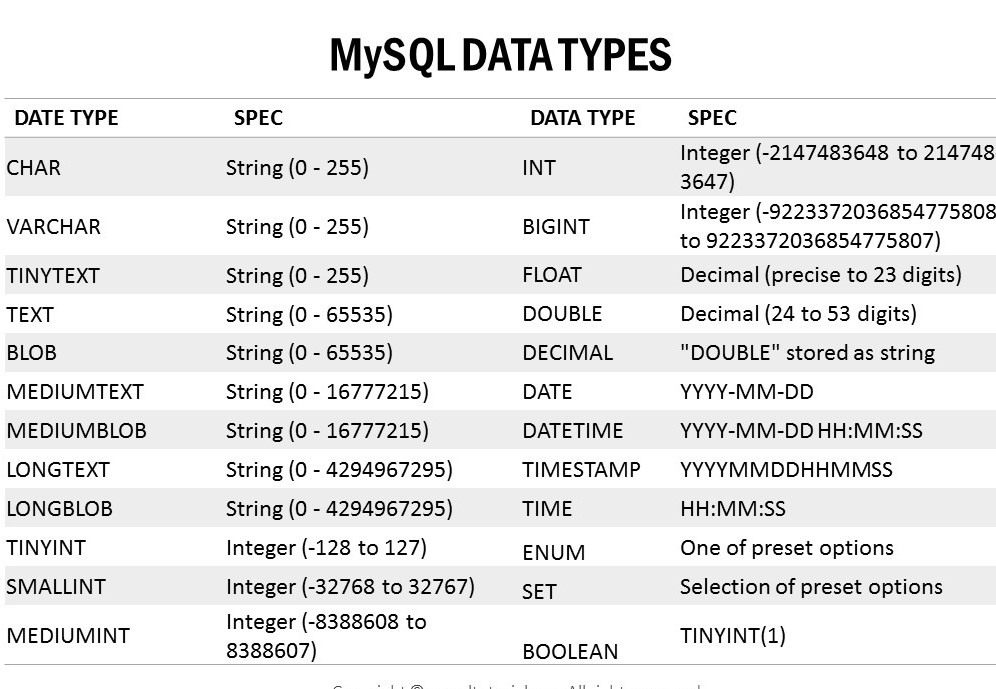 MySQL DATA TYPES
DATE TYPE SPEC DATA TYPE SPEC
CHAR String (0 - 255) INT Integer (-2147483648 to 214748
3647)
VARCHAR String (0 - 255) BIGINT Integer (-9223372036854775808
to 9223372036854775807)
TINYTEXT String (0 - 255) FLOAT Decimal (precise to 23 digits)
TEXT String (0 - 65535) DOUBLE Decimal (24 to 53 digits)
BLOB String (0 - 65535) DECIMAL "DOUBLE" stored as string
MEDIUMTEXT String (0 - 16777215) DATE YYYY-MM-DD
MEDIUMBLOB String (0 - 16777215) DATETIME YYYY-MM-DD HH:MM:SS
LONGTEXT String (0 - 4294967295) TIMESTAMP YYYYMMDDHHMMSS
LONGBLOB String (0 - 4294967295) TIME HH:MM:SS
TINYINT Integer (-128 to 127) ENUM One of preset options
SMALLINT Integer (-32768 to 32767) SET Selection of preset options
MEDIUMINT Integer (-8388608 to
8388607) BOOLEAN TINYINT(1)